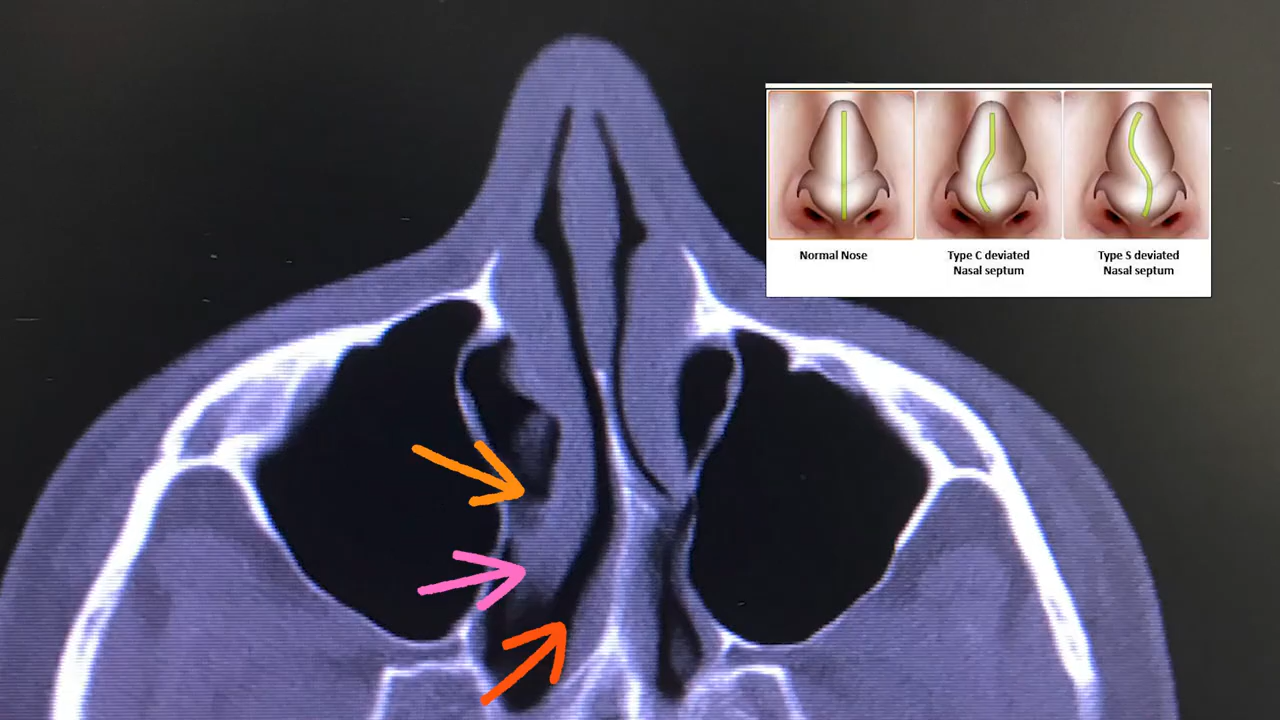 Normal Nose
Type C deviated
Nasal septum
Type S deviated
Nasal septum